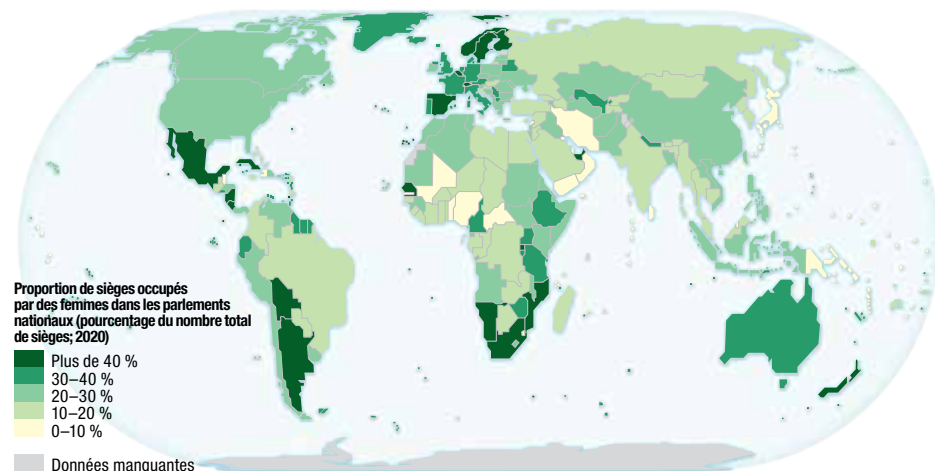 Proportion de sièges occupés
par des femmes dans les parlements
nationaux (pourcentage du nombre total
de sièges; 2020)
Plus de 40 %
30–40 %
20–30 %
10–20 %
0–10 %
Données manquantes